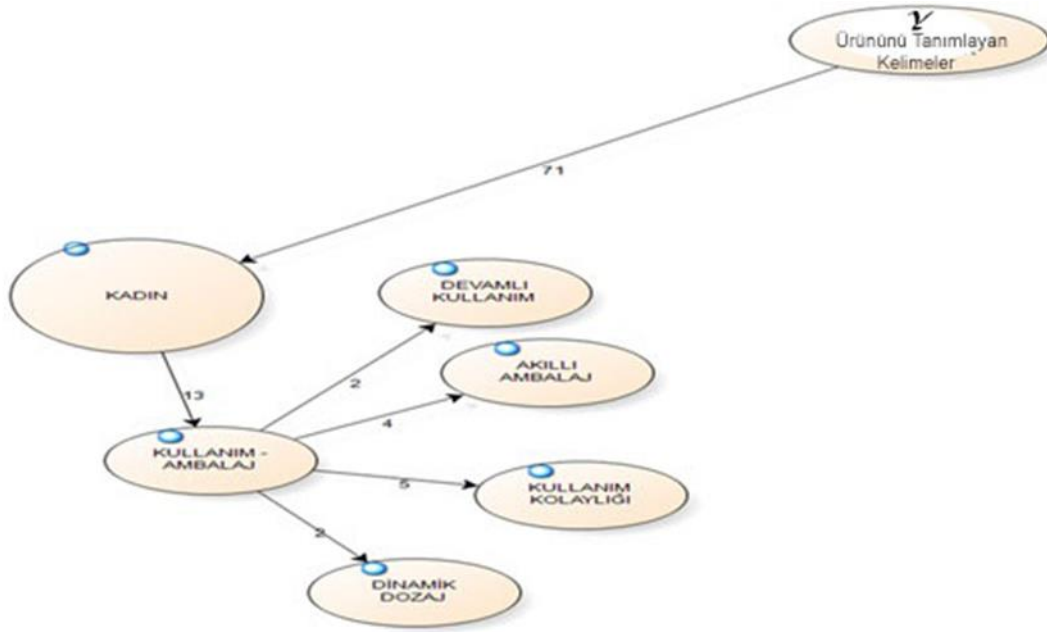 Y
Ürününü Tanımlayan
Kelimeler
71
KADIN
DEVAMLI
KULLANIM
AKILLI
AMBALAJ
2
13
4
KULLANIM -
AMBALAJ
5
KULLANIM
KOLAYLIĞI
2
DİNAMİK
DOZAJ